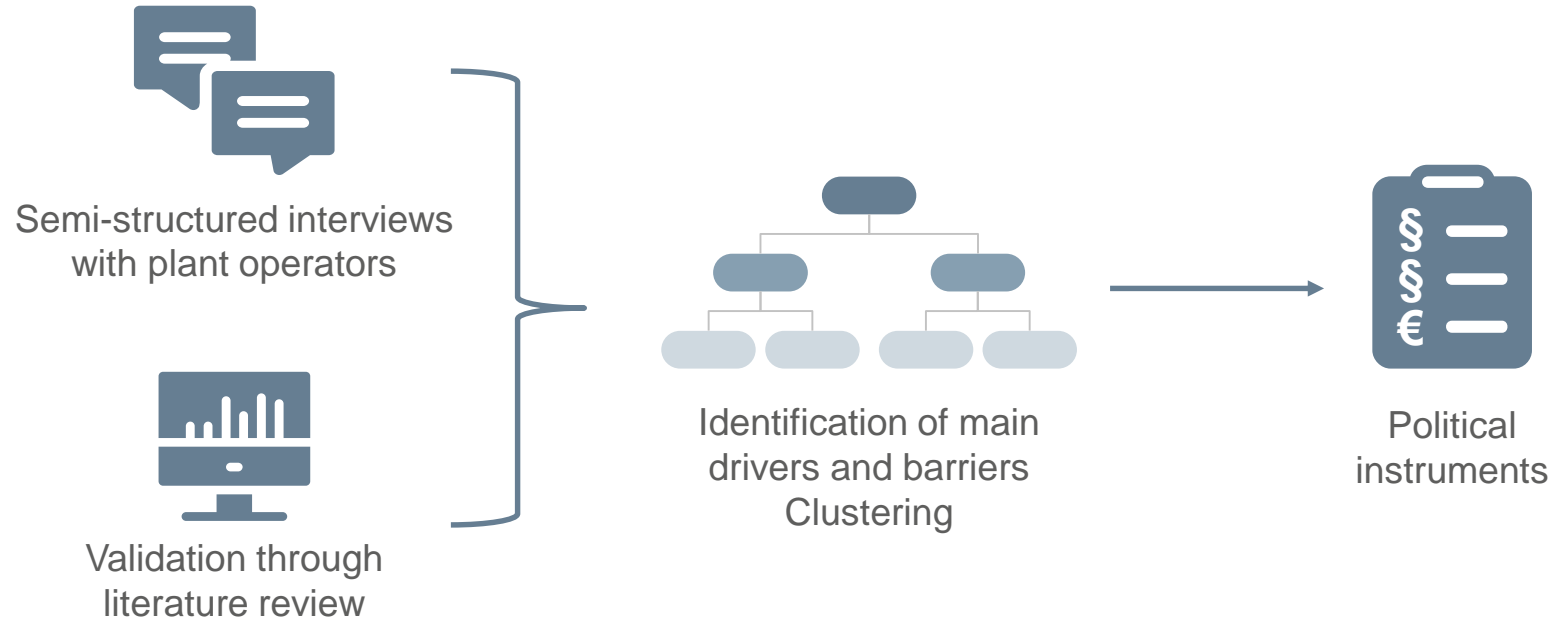 Semi-structured interviews
with plant operators
Validation through
literature review
Identification of main
drivers and barriers
Clustering
§
§
€
Political
instruments